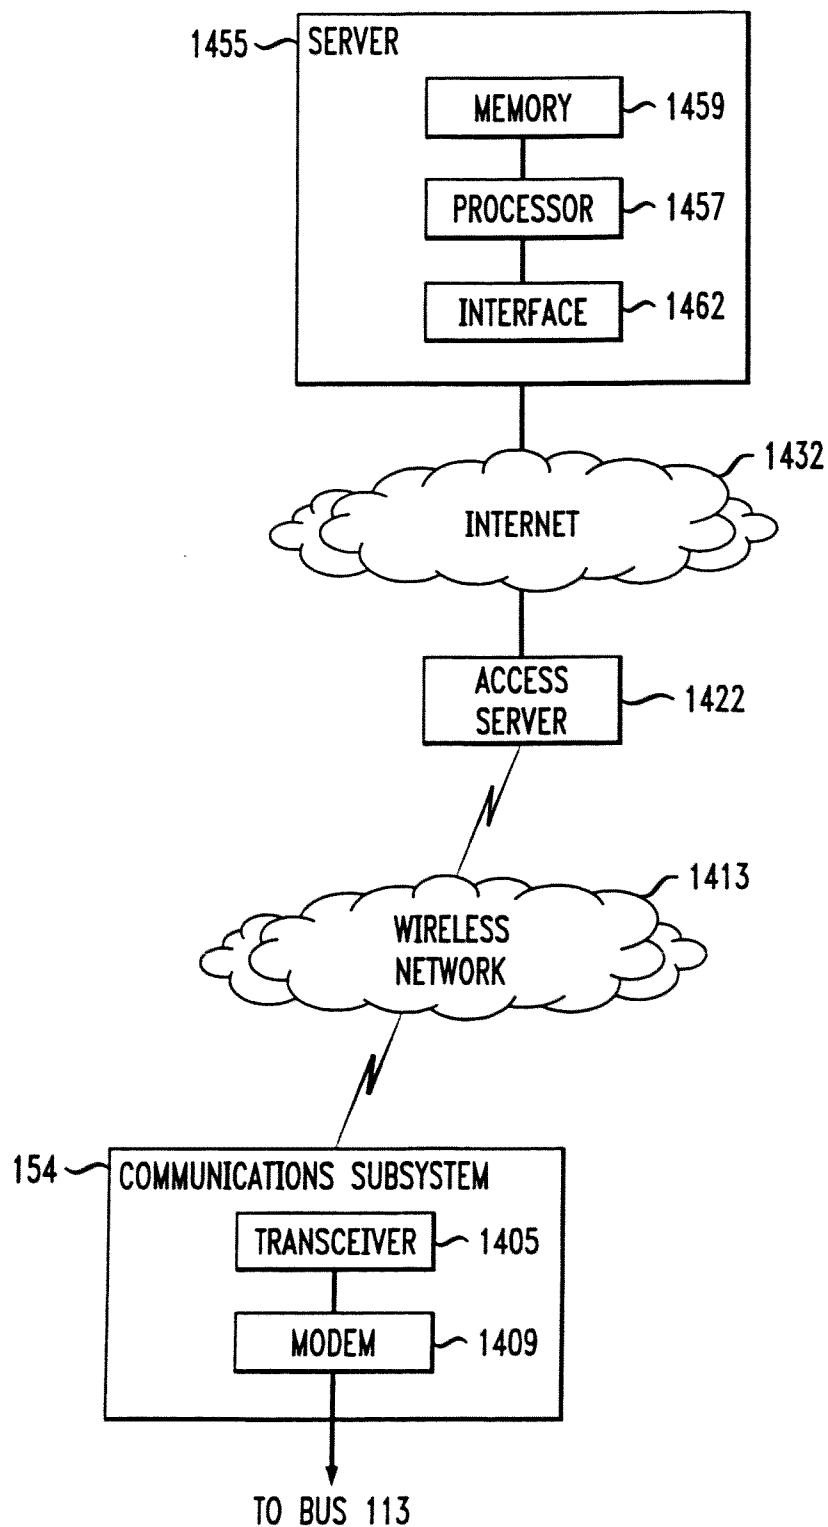 1455
SERVER
MEMORY
1459
PROCESSOR
1457
INTERFACE
1462
1432
INTERNET
ACCESS
SERVER
1422
1413
WIRELESS
NETWORK
154
COMMUNICATIONS SUBSYSTEM
TRANSCEIVER
1405
MODEM
1409
TO BUS 113